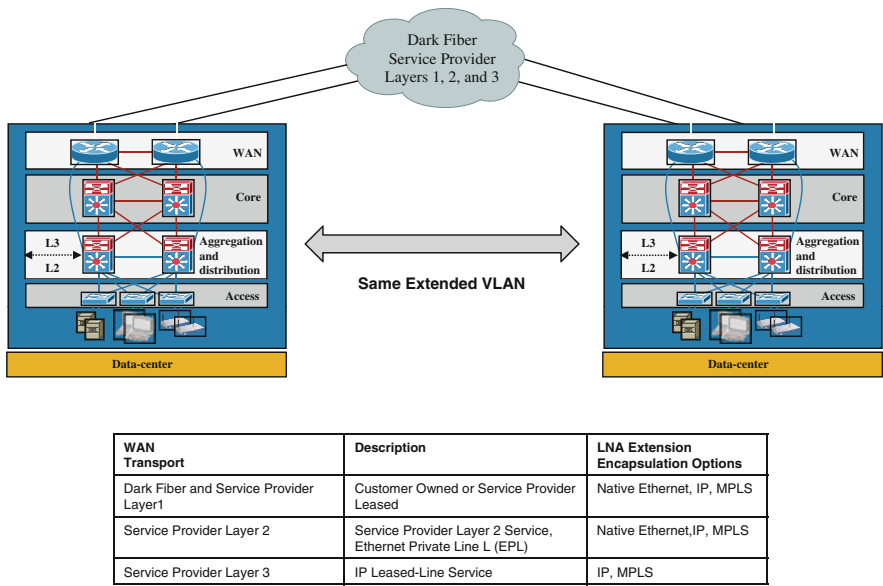 Dark Fiber
Service Provider
Layers 1, 2, and 3
WAN
Core
L3
L2
Aggregation
and
distribution
Access
Data-center
Same Extended VLAN
WAN
Core
L3
L2
Aggregation
and
distribution
Access
Data-center
WAN
Transport
Description
LNA Extension
Encapsulation Options
Dark Fiber and Service Provider
Layer1
Customer Owned or Service Provider
Leased
Native Ethernet, IP, MPLS
Service Provider Layer 2
Service Provider Layer 2 Service,
Ethernet Private Line L (EPL)
Native Ethernet,IP, MPLS
Service Provider Layer 3
IP Leased-Line Service
IP, MPLS